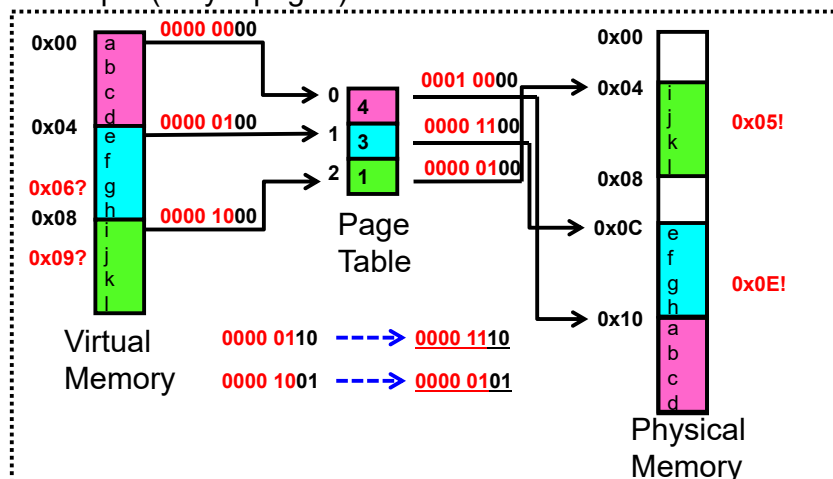 0x00
a
b
c
d
0x04
e
f
0x06?
g
h
0x08
i
0x09?
j
k
l
Virtual
Memory
0000 0000
0000 0100
0000 1000
0
4
1
3
2
1
Page
Table
0001 0000
0000 1100
0000 0100
0000 0110
0000 1110
0000 1001
0000 0101
0x00
0x04
i
j
0x05!
k
l
0x08
0x0C
e
f
g
0x0E!
h
0x10
a
b
c
d
Physical
Memory